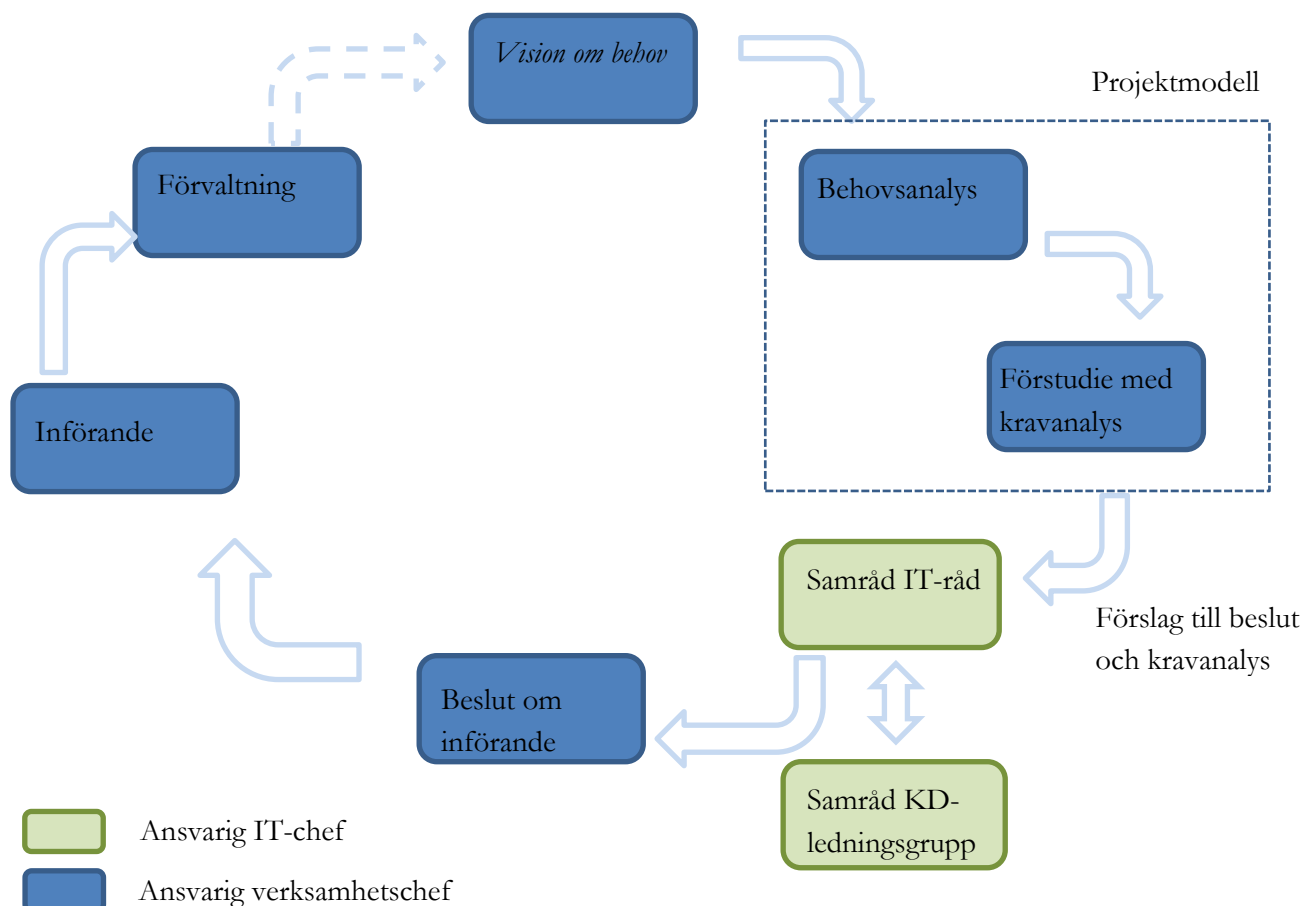 Vision om behov
Projektmodell
Behovsanalys
Förvaltning
Förstudie med
kravanalys
Införande
Samråd IT-råd
Förslag till beslut
och kravanalys
Beslut om
införande
Samråd KD-
ledningsgrupp
Ansvarig IT-chef
Ansvarig verksamhetschef